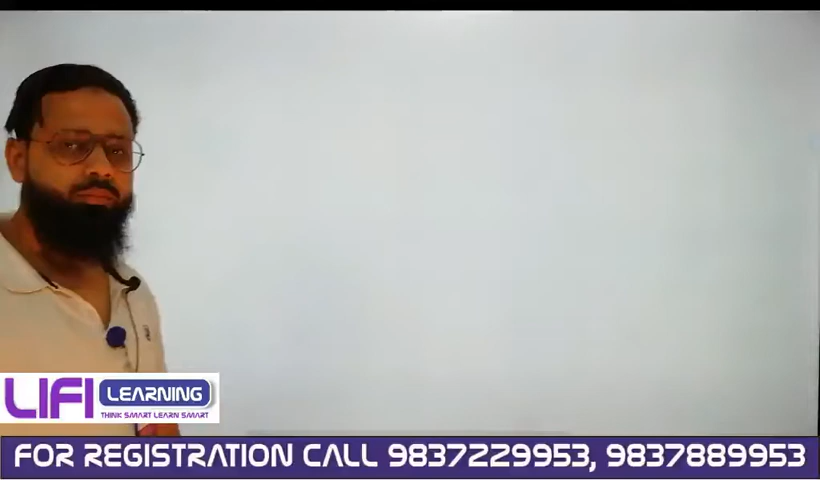 LIFI LEARNING
THINK SMART LEARN SMART
FOR REGISTRATION CALL 9837229953, 9837889953